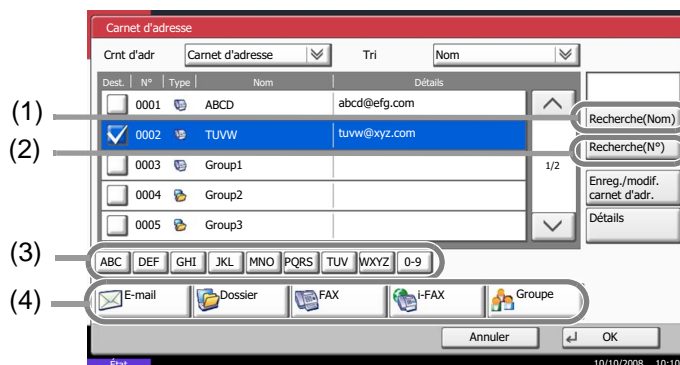 Carnet d'adresse
Crnt d'adr Carnet d'adresse Tri Nom
Dest. N° Type Nom Détails
(1) 0001 ABCD abcd@efg.com Recherche(Nom)
(2) 0002 TUVW tuvw@xyz.com Recherche(N°)
0003 Group1 1/2
0004 Group2 Enreg./modif. carnet d'adr.
0005 Group3 Détails
(3) ABC DEF GHI JKL MNO PQRS TUV WXYZ 0-9
(4) E-mail Dossier FAX i-FAX Groupe
Annuler OK
État 10/10/2008 10:10